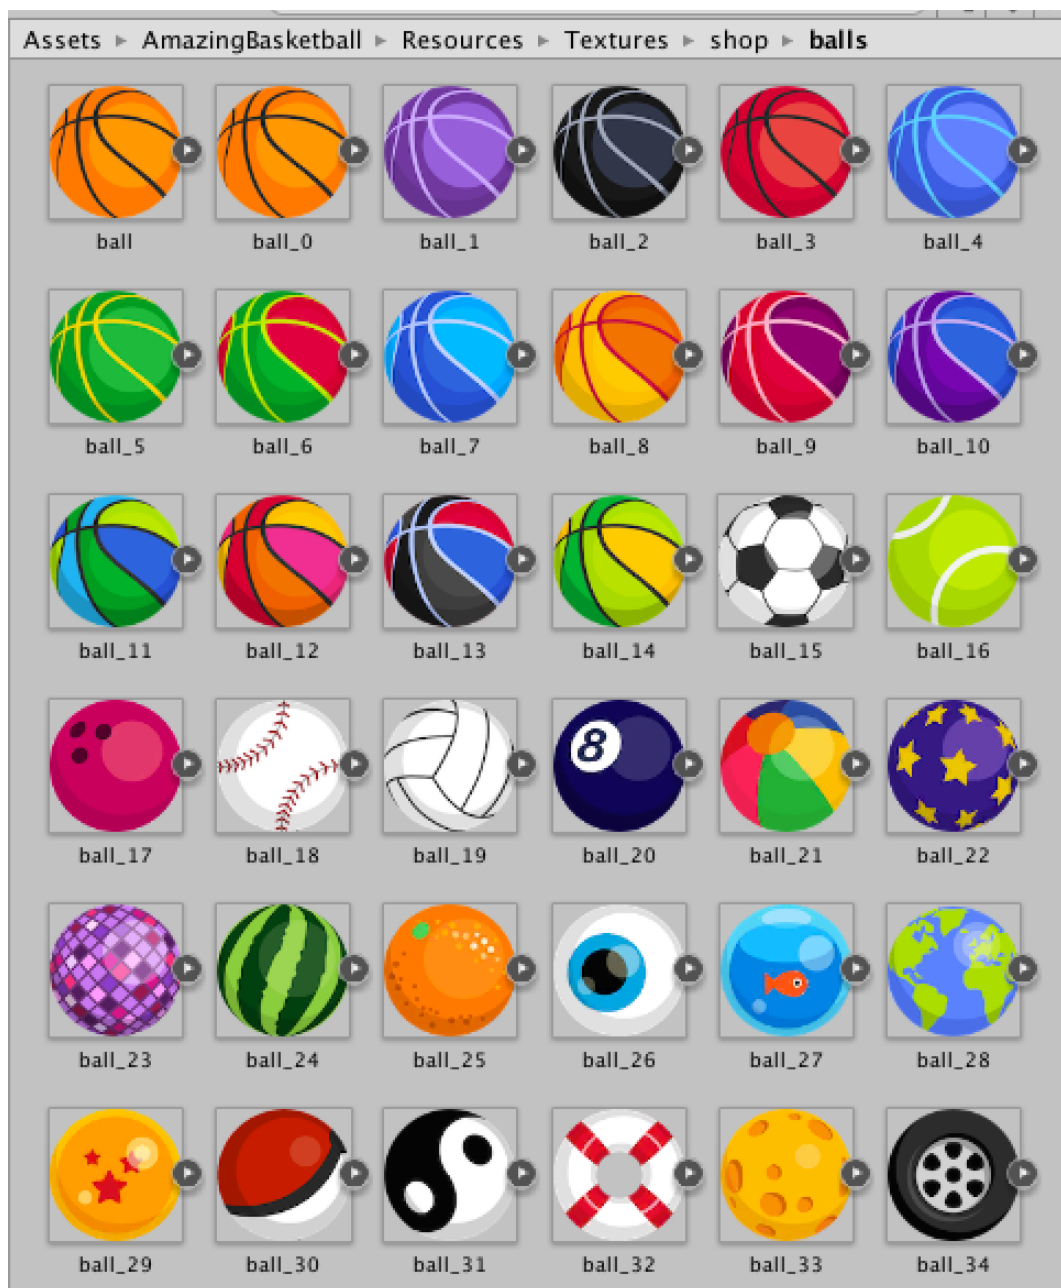 Assets ▸ AmazingBasketball ▸ Resources ▸ Textures ▸ shop ▸ balls
ball ball_0 ball_1 ball_2 ball_3 ball_4
ball_5 ball_6 ball_7 ball_8 ball_9 ball_10
ball_11 ball_12 ball_13 ball_14 ball_15 ball_16
8
ball_17 ball_18 ball_19 ball_20 ball_21 ball_22
ball_23 ball_24 ball_25 ball_26 ball_27 ball_28
ball_29 ball_30 ball_31 ball_32 ball_33 ball_34